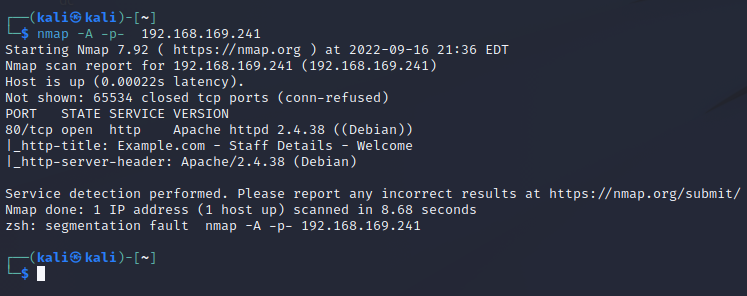 ┌──(kali㉿kali)-[~]
└─$ nmap -A -p-  192.168.169.241
Starting Nmap 7.92 ( https://nmap.org ) at 2022-09-16 21:36 EDT
Nmap scan report for 192.168.169.241 (192.168.169.241)
Host is up (0.00022s latency).
Not shown: 65534 closed tcp ports (conn-refused)
PORT   STATE SERVICE VERSION
80/tcp open  http    Apache httpd 2.4.38 ((Debian))
|_http-title: Example.com - Staff Details - Welcome
|_http-server-header: Apache/2.4.38 (Debian)
Service detection performed. Please report any incorrect results at https://nmap.org/submit/
Nmap done: 1 IP address (1 host up) scanned in 8.68 seconds
zsh: segmentation fault  nmap -A -p- 192.168.169.241
┌──(kali㉿kali)-[~]
└─$